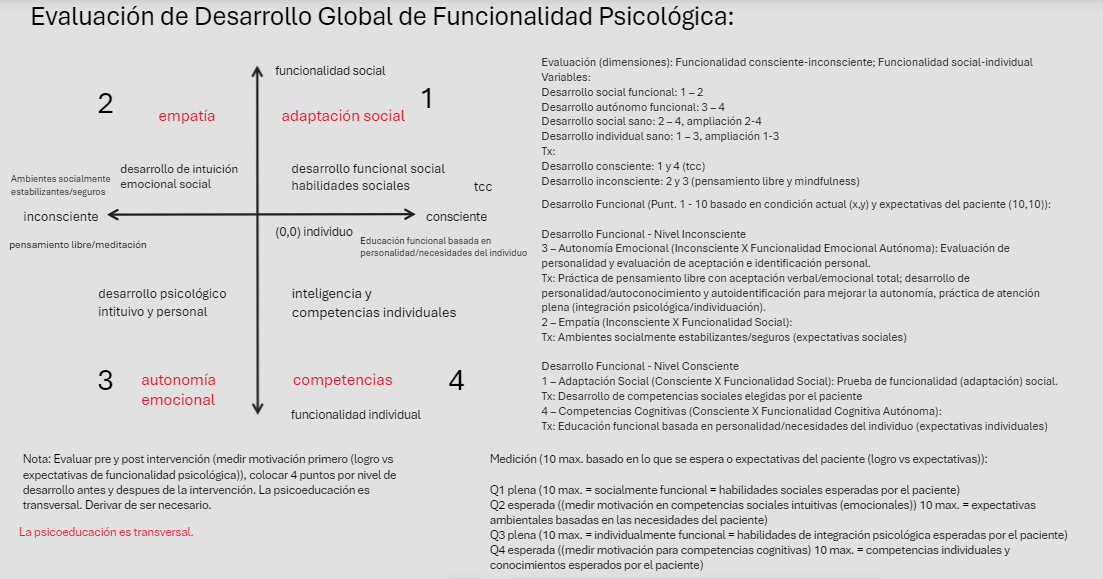 Evaluación de Desarrollo Global de Funcionalidad Psicológica:
funcionalidad social
2
1
empatía
adaptación social
desarrollo de intuición
emocional social
desarrollo funcional social
habilidades sociales
Ambientes socialmente
estabilizantes/seguros
tcc
inconsciente
consciente
(0,0) individuo
pensamiento libre/meditación
Educación funcional basada en
personalidad/necesidades del individuo
desarrollo psicológico
intituivo y personal
inteligencia y
competencias individuales
3
autonomía
emocional
competencias
4
funcionalidad individual
Nota: Evaluar pre y post intervención (medir motivación primero (logro vs
expectativas de funcionalidad psicológica)), colocar 4 puntos por nivel de
desarrollo antes y despues de la intervención. La psicoeducación es
transversal. Derivar de ser necesario.
La psicoeducación es transversal.
Evaluación (dimensiones): Funcionalidad consciente-inconsciente; Funcionalidad social-individual
Variables:
Desarrollo social funcional: 1 – 2
Desarrollo autónomo funcional: 3 – 4
Desarrollo social sano: 2 – 4, ampliación 2-4
Desarrollo individual sano: 1 – 3, ampliación 1-3
Tx:
Desarrollo consciente: 1 y 4 (tcc)
Desarrollo inconsciente: 2 y 3 (pensamiento libre y mindfulness)
Desarrollo Funcional (Punt. 1 - 10 basado en condición actual (x,y) y expectativas del paciente (10,10)):
Desarrollo Funcional - Nivel Inconsciente
3 – Autonomía Emocional (Inconsciente X Funcionalidad Emocional Autónoma): Evaluación de
personalidad y evaluación de aceptación e identificación personal.
Tx: Práctica de pensamiento libre con aceptación verbal/emocional total; desarrollo de
personalidad/autoconocimiento y autoidentificación para mejorar la autonomía, práctica de atención
plena (integración psicológica/individuación).
2 – Empatía (Inconsciente X Funcionalidad Social):
Tx: Ambientes socialmente estabilizantes/seguros (expectativas sociales)
Desarrollo Funcional - Nivel Consciente
1 – Adaptación Social (Consciente X Funcionalidad Social): Prueba de funcionalidad (adaptación) social.
Tx: Desarrollo de competencias sociales elegidas por el paciente
4 – Competencias Cognitivas (Consciente X Funcionalidad Cognitiva Autónoma):
Tx: Educación funcional basada en personalidad/necesidades del individuo (expectativas individuales)
Medición (10 max. basado en lo que se espera o expectativas del paciente (logro vs expectativas)):
Q1 plena (10 max. = socialmente funcional = habilidades sociales esperadas por el paciente)
Q2 esperada ((medir motivación en competencias sociales intuitivas (emocionales)) 10 max. = expectativas
ambientales basadas en las necesidades del paciente)
Q3 plena (10 max. = individualmente funcional = habilidades de integración psicológica esperadas por el paciente)
Q4 esperada ((medir motivación para competencias cognitivas) 10 max. = competencias individuales y
conocimientos esperados por el paciente)